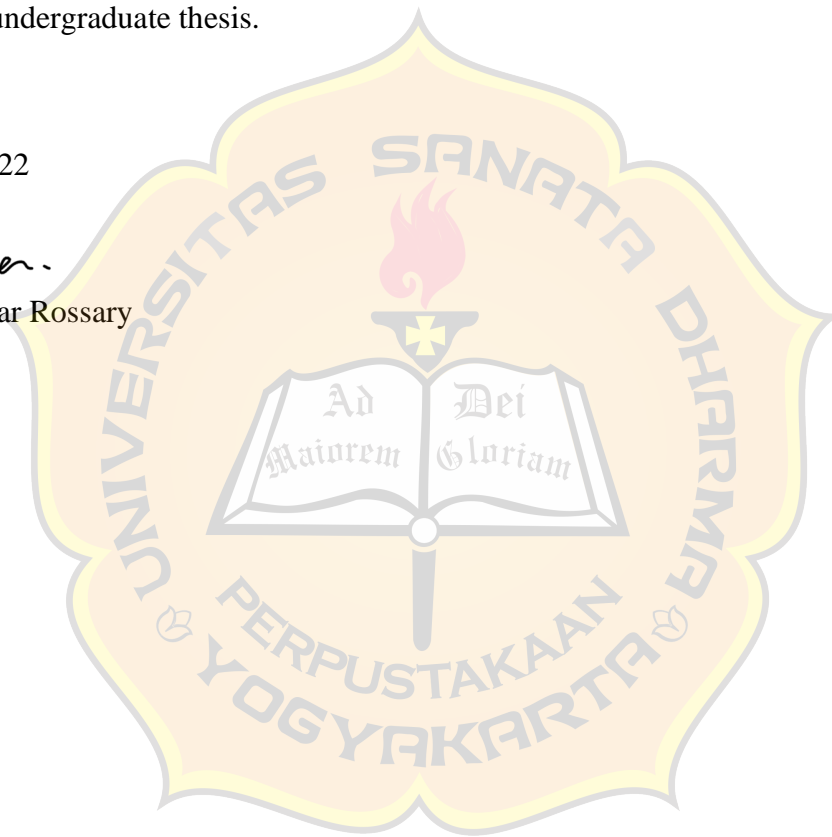 undergraduate thesis.
22
ar Rossary
UNIVERSITAS SANATA DHARMA
Ad Dei
Maiorem Gloriam
PERPUSTAKAAN
YOGYAKARTA